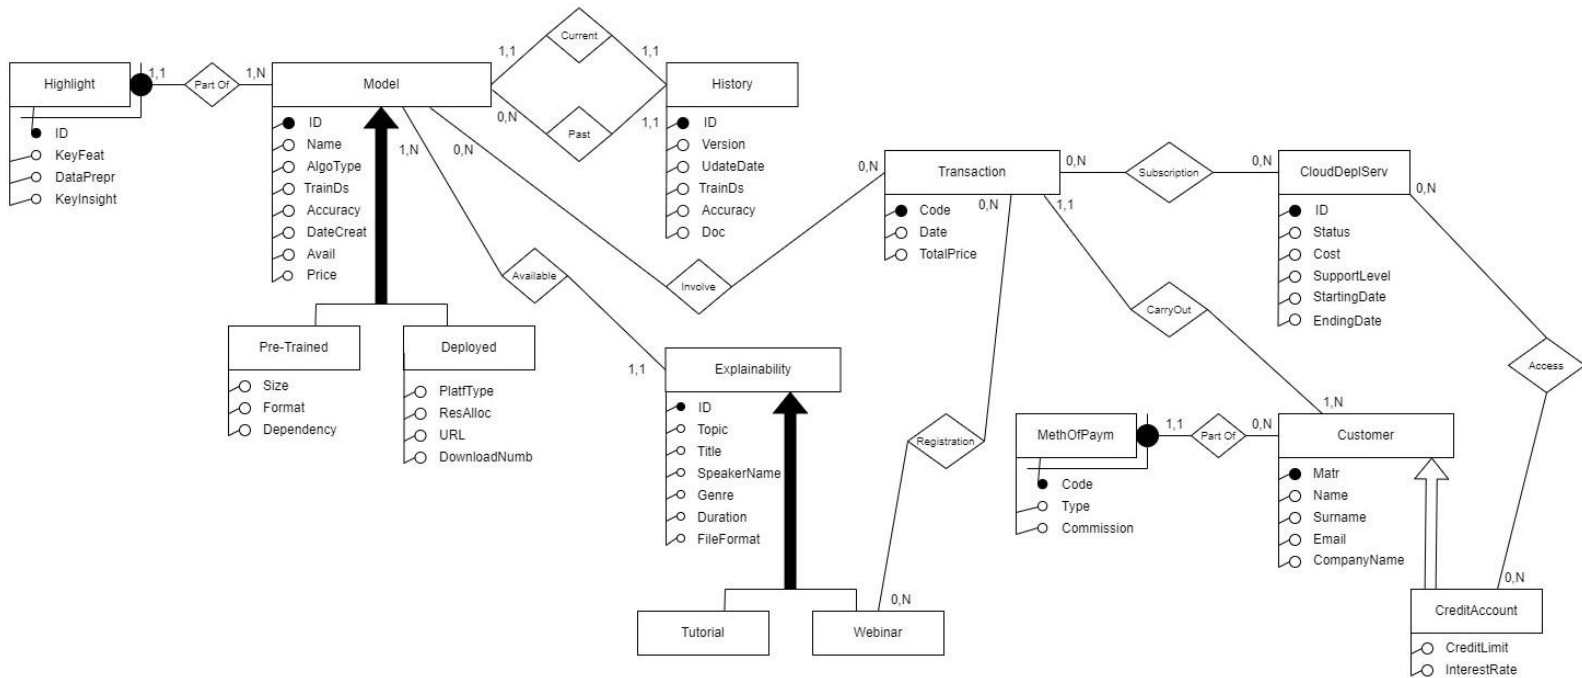 Highlight
1,1
Part Of
1,N
ID
KeyFeat
DataPrepr
KeyInsight
Model
ID
Name
AlgoType
TrainDs
Accuracy
DateCreat
Avail
Price
1,1
Current
1,1
0,N
Past
1,1
History
ID
Version
UdateDate
TrainDs
Accuracy
Doc
1,N
0,N
Available
1,1
Involve
0,N
Pre-Trained
Size
Format
Dependency
Deployed
PlatfType
ResAlloc
URL
DownloadNumb
Explainability
ID
Topic
Title
SpeakerName
Genre
Duration
FileFormat
Tutorial
Webinar
0,N
Registration
0,N
Transaction
Code
Date
TotalPrice
0,N
Subscription
0,N
1,1
CarryOut
1,N
CloudDeplServ
ID
Status
Cost
SupportLevel
StartingDate
EndingDate
0,N
Access
0,N
MethOfPaym
1,1
Part Of
0,N
Code
Type
Commission
Customer
Matr
Name
Surname
Email
CompanyName
CreditAccount
CreditLimit
InterestRate